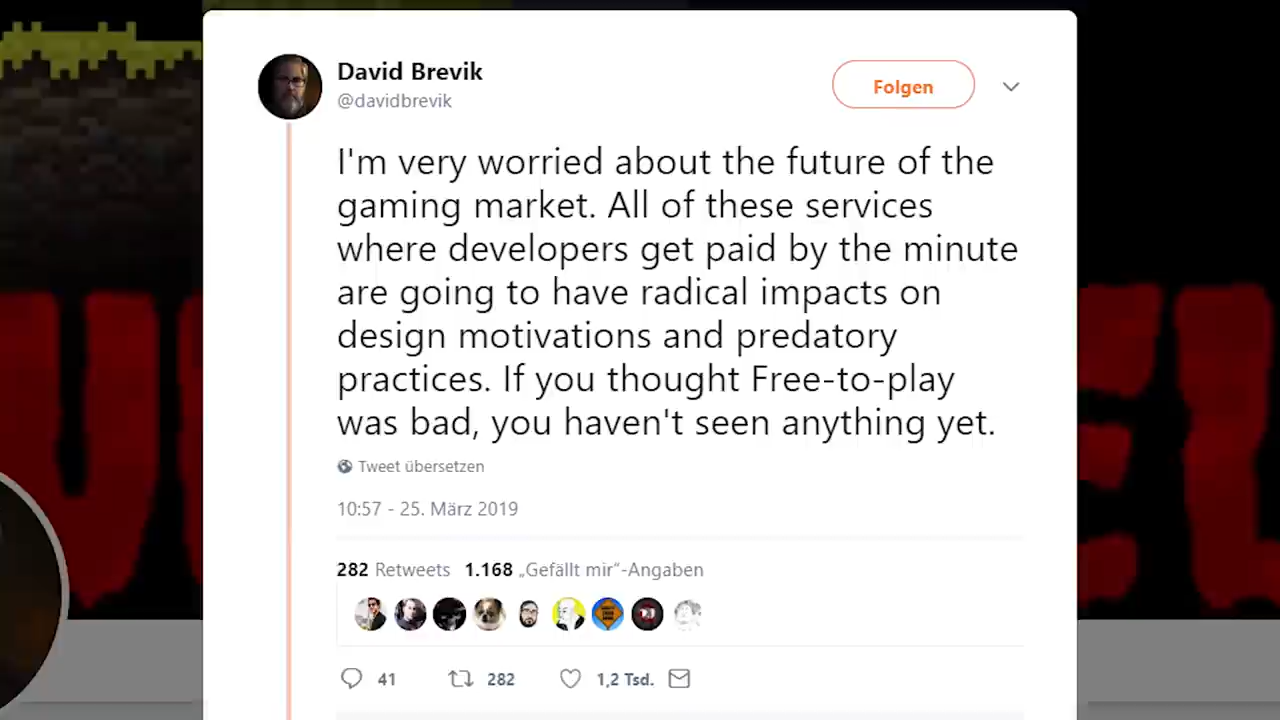 David Brevik
@davidbrevik
Folgen
I'm very worried about the future of the
gaming market. All of these services
where developers get paid by the minute
are going to have radical impacts on
design motivations and predatory
practices. If you thought Free-to-play
was bad, you haven't seen anything yet.
Tweet übersetzen
10:57 - 25. März 2019
282 Retweets 1.168 „Gefällt mir“-Angaben
41 282 1,2 Tsd.